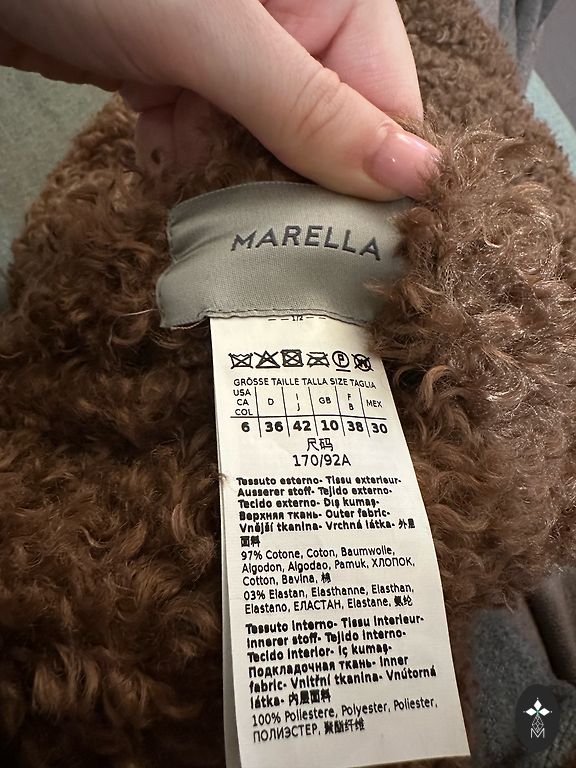 MARELLA
1/2
GRÖSSE TAILLE TALLA SIZE TAGLIA
USA CA COL D I J GB F B MEX
6 36 42 10 38 30
尺码
170/92A
Tessuto esterno- Tissu exterieur-
Ausserer stoff- Tejido externo-
Tecido externo- Dış kumaş-
Верхняя ткань- Outer fabric-
Vnější tkanina- Vrchná látka- 外层
面料
97% Cotone, Coton, Baumwolle,
Algodon, Algodao, Pamuk, ХЛОПОК,
Cotton, Bavlna, 棉
03% Elastan, Elasthanne, Elasthan,
Elastano, ЕЛАСТАН, Elastane, 氨纶
Tessuto interno- Tissu interieur-
Innerer stoff- Tejido interno-
Tecido interior- İç kumaş-
Подкладочная ткань- Inner
fabric- Vnitřní tkanina- Vnútorná
látka- 内层面料
100% Poliestere, Polyester, Poliester,
ПОЛИЭСТЕР, 聚酯纤维
M